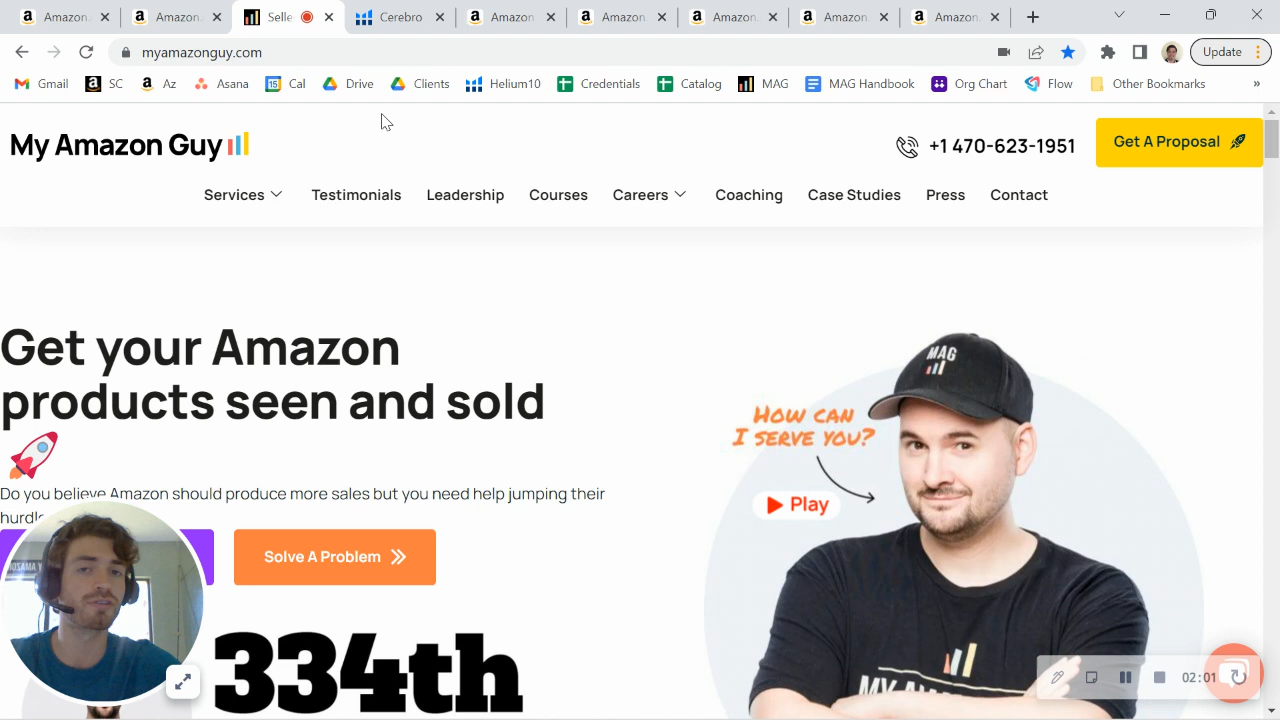 Amazon
Amazon
Selle
Cerebro
Amazon
Amazon
Amazon
Amazon
Amazon
myamazonguy.com
Update
Gmail
SC
Az
Asana
15
Cal
Drive
Clients
Helium10
Credentials
Catalog
MAG
MAG Handbook
Org Chart
Flow
Other Bookmarks
»
My Amazon Guy
+1 470-623-1951
Get A Proposal
Services
Testimonials
Leadership
Courses
Careers
Coaching
Case Studies
Press
Contact
Get your Amazon
products seen and sold
Do you believe Amazon should produce more sales but you need help jumping their
Solve A Problem
334th
MAG
HOW CAN
I SERVE YOU?
Play
MY AMAZON GUY
02:01